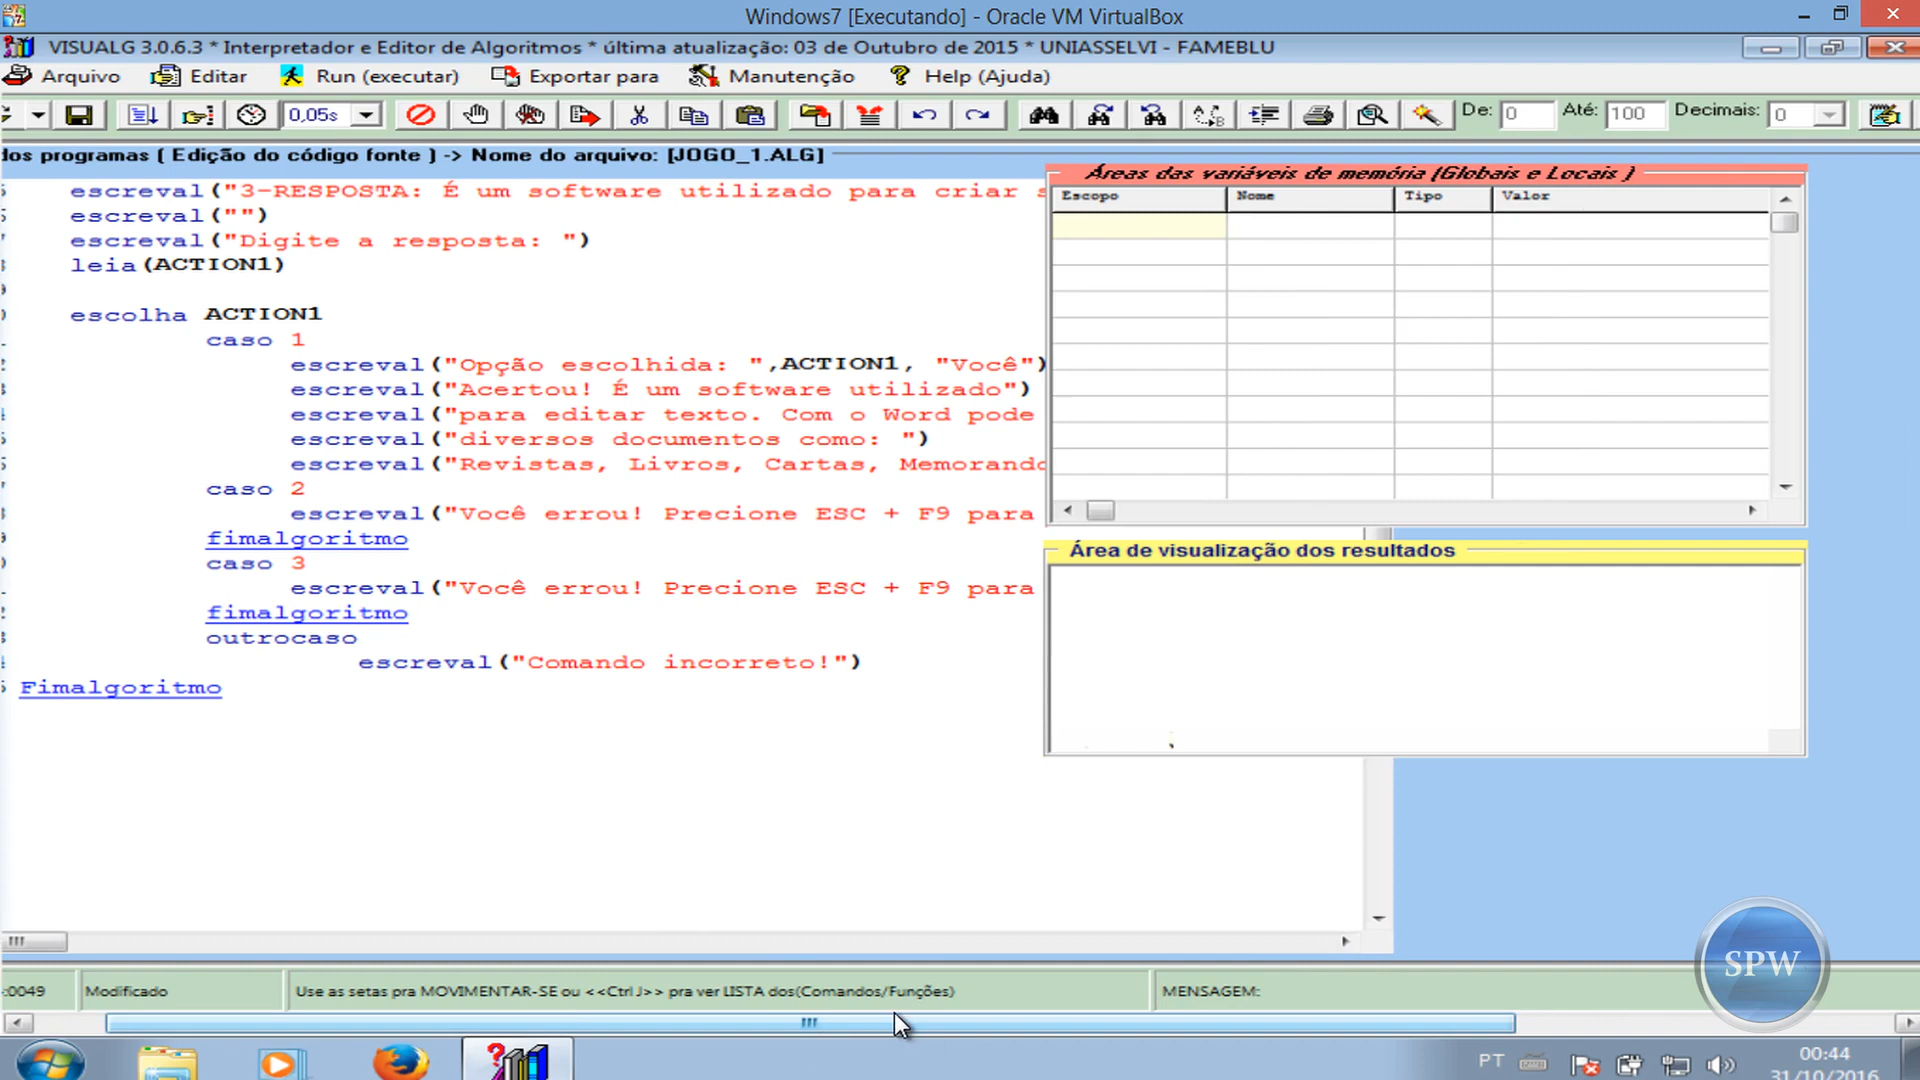 Windows7 [Executando] - Oracle VM VirtualBox
VISUALG 3.0.6.3 * Interpretador e Editor de Algoritmos * última atualização: 03 de Outubro de 2015 * UNIASSELVI - FAMEBLU
Arquivo Editar Run (executar) Exportar para Manutenção Help (Ajuda)
0,05s De: 0 Até: 100 Decimais: 0
dos programas ( Edição do código fonte ) -> Nome do arquivo: [JOGO_1.ALG]
escreval("3-RESPOSTA: É um software utilizado para criar s
escreval("")
escreval("Digite a resposta: ")
leia(ACTION1)
escolha ACTION1
caso 1
escreval("Opção escolhida: ",ACTION1, "Você")
escreval("Acertou! É um software utilizado")
escreval("para editar texto. Com o Word pode
escreval("diversos documentos como: ")
escreval("Revistas, Livros, Cartas, Memorando
caso 2
escreval("Você errou! Precione ESC + F9 para
fimalgoritmo
caso 3
escreval("Você errou! Precione ESC + F9 para
fimalgoritmo
outrocaso
escreval("Comando incorreto!")
Fimalgoritmo
Áreas das variáveis de memória (Globais e Locais )
Escopo Nome Tipo Valor
Área de visualização dos resultados
SPW
:0049 Modificado Use as setas pra MOVIMENTAR-SE ou <<Ctrl J>> pra ver LISTA dos(Comandos/Funções) MENSAGEM:
PT 00:44
31/10/2016